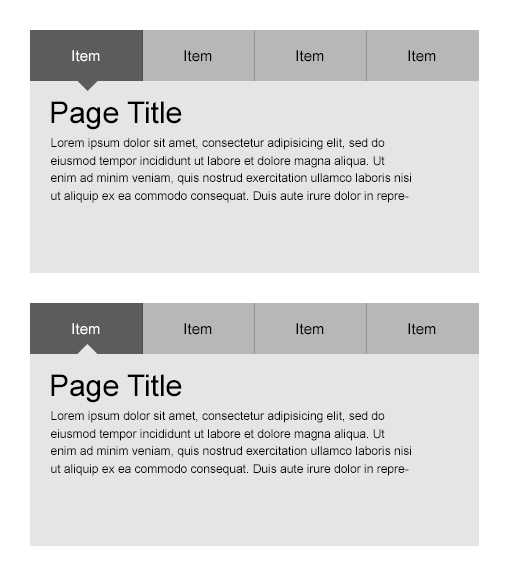 Item Item Item Item
Page Title
Lorem ipsum dolor sit amet, consectetur adipisicing elit, sed do
eiusmod tempor incididunt ut labore et dolore magna aliqua. Ut
enim ad minim veniam, quis nostrud exercitation ullamco laboris nisi
ut aliquip ex ea commodo consequat. Duis aute irure dolor in repre-
Item Item Item Item
Page Title
Lorem ipsum dolor sit amet, consectetur adipisicing elit, sed do
eiusmod tempor incididunt ut labore et dolore magna aliqua. Ut
enim ad minim veniam, quis nostrud exercitation ullamco laboris nisi
ut aliquip ex ea commodo consequat. Duis aute irure dolor in repre-